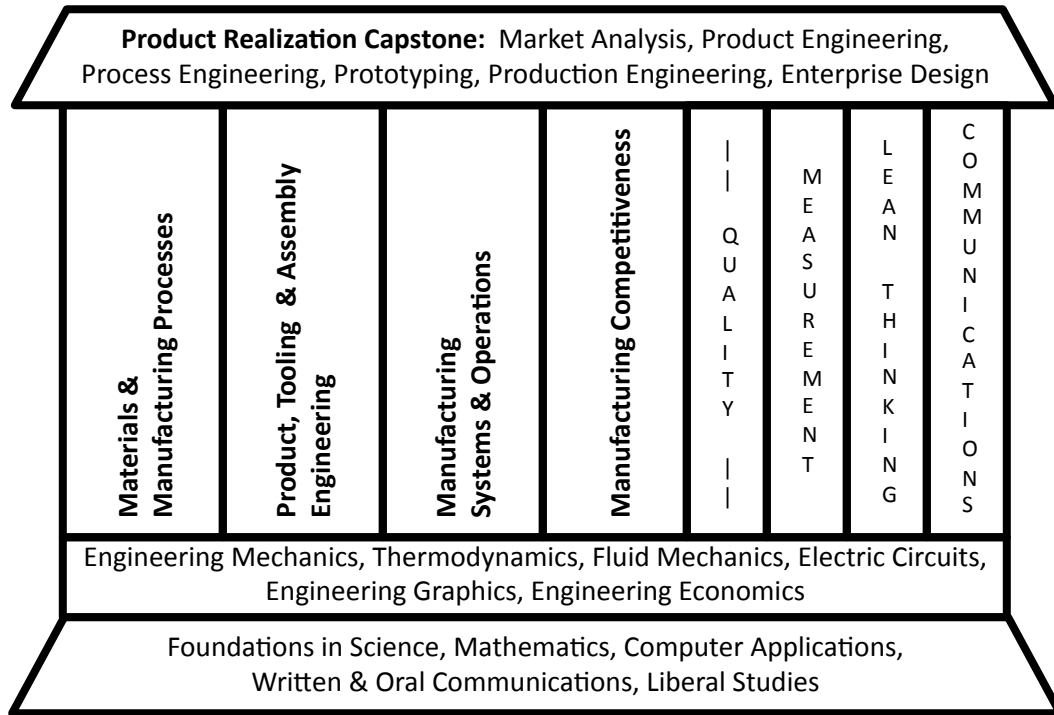 Product Realization Capstone: Market Analysis, Product Engineering,
Process Engineering, Prototyping, Production Engineering, Enterprise Design
Materials &
Manufacturing Processes
Product, Tooling & Assembly
Engineering
Manufacturing
Systems & Operations
Manufacturing Competitiveness
|| QUALITY ||
MEASUREMENT
LEAN THINKING
COMMUNICATIONS
Engineering Mechanics, Thermodynamics, Fluid Mechanics, Electric Circuits,
Engineering Graphics, Engineering Economics
Foundations in Science, Mathematics, Computer Applications,
Written & Oral Communications, Liberal Studies